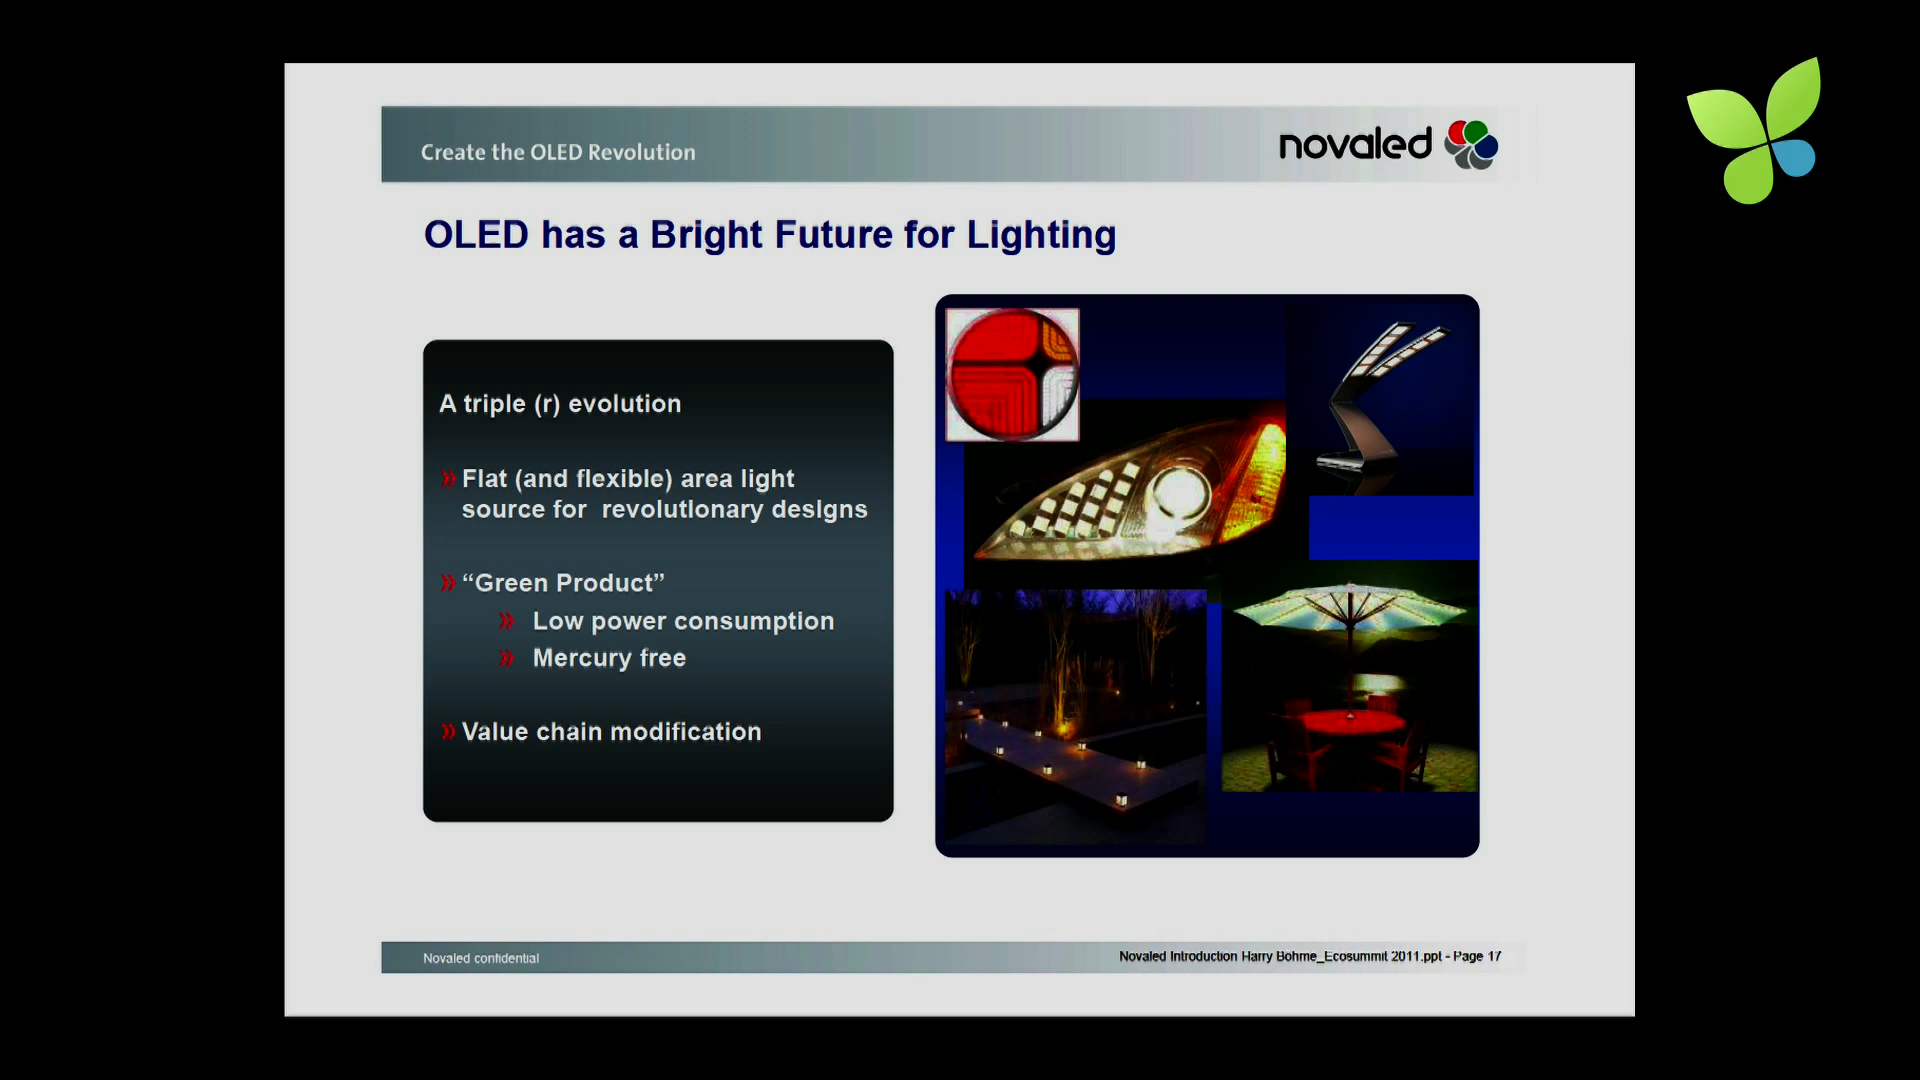 Create the OLED Revolution
novaled
OLED has a Bright Future for Lighting
A triple (r) evolution
» Flat (and flexible) area light
source for revolutionary designs
» “Green Product”
» Low power consumption
» Mercury free
» Value chain modification
Novaled confidential
Novaled Introduction Harry Böhme_Ecosummit 2011.ppt - Page 17